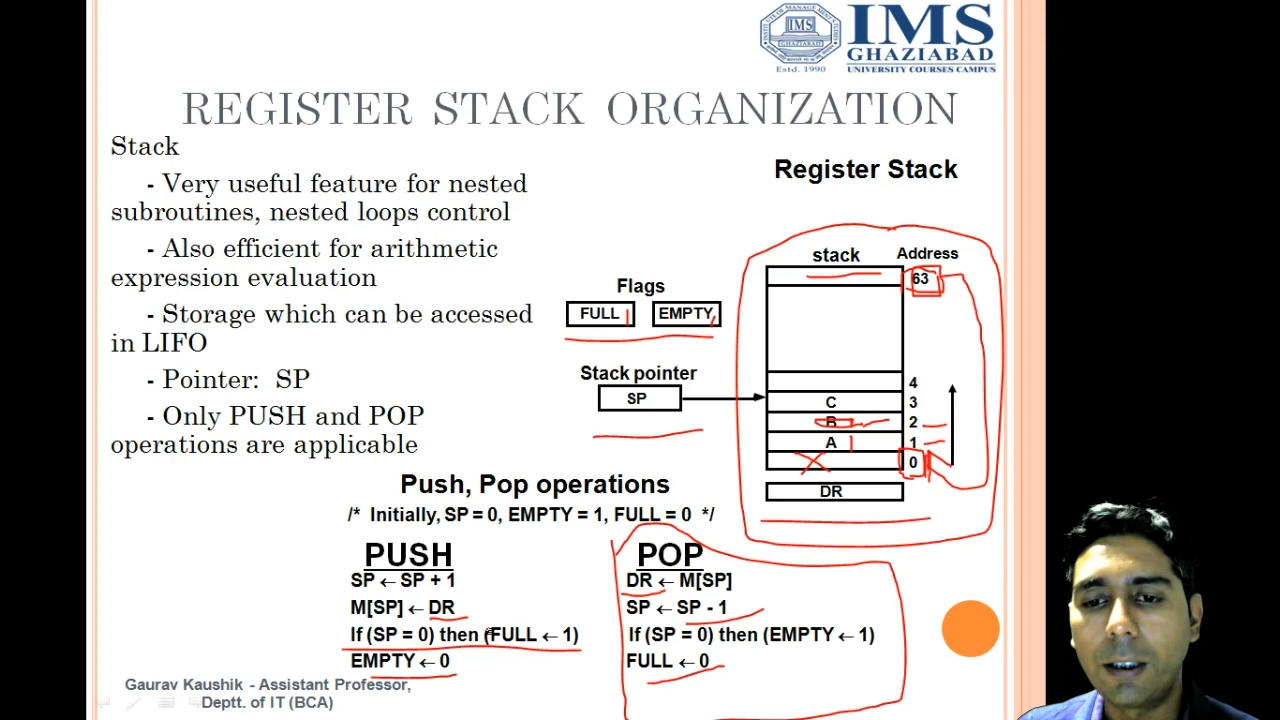 IMS
GHAZIABAD
UNIVERSITY COURSES CAMPUS
Estd. 1990
REGISTER STACK ORGANIZATION
Stack
- Very useful feature for nested
subroutines, nested loops control
- Also efficient for arithmetic
expression evaluation
- Storage which can be accessed
in LIFO
- Pointer: SP
- Only PUSH and POP
operations are applicable
Register Stack
stack Address
63
Flags
FULL EMPTY
Stack pointer
SP
4
C 3
B 2
A 1
0
DR
Push, Pop operations
/* Initially, SP = 0, EMPTY = 1, FULL = 0 */
PUSH
SP ← SP + 1
M[SP] ← DR
If (SP = 0) then (FULL ← 1)
EMPTY ← 0
POP
DR ← M[SP]
SP ← SP - 1
If (SP = 0) then (EMPTY ← 1)
FULL ← 0
Gaurav Kaushik - Assistant Professor,
Deptt. of IT (BCA)